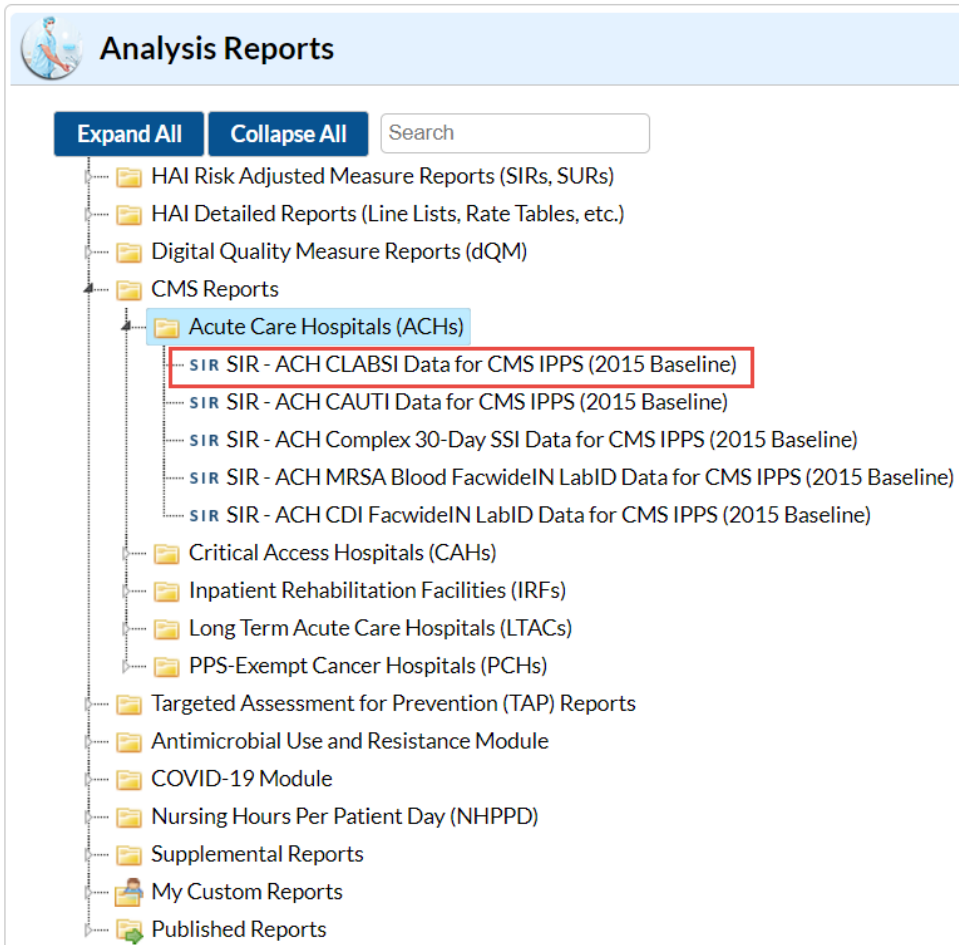 Analysis Reports
Expand All Collapse All Search
HAI Risk Adjusted Measure Reports (SIRs, SURs)
HAI Detailed Reports (Line Lists, Rate Tables, etc.)
Digital Quality Measure Reports (dQM)
CMS Reports
Acute Care Hospitals (ACHs)
SIR SIR - ACH CLABSI Data for CMS IPPS (2015 Baseline)
SIR SIR - ACH CAUTI Data for CMS IPPS (2015 Baseline)
SIR SIR - ACH Complex 30-Day SSI Data for CMS IPPS (2015 Baseline)
SIR SIR - ACH MRSA Blood FacwideIN LabID Data for CMS IPPS (2015 Baseline)
SIR SIR - ACH CDI FacwideIN LabID Data for CMS IPPS (2015 Baseline)
Critical Access Hospitals (CAHs)
Inpatient Rehabilitation Facilities (IRFs)
Long Term Acute Care Hospitals (LTACs)
PPS-Exempt Cancer Hospitals (PCHs)
Targeted Assessment for Prevention (TAP) Reports
Antimicrobial Use and Resistance Module
COVID-19 Module
Nursing Hours Per Patient Day (NHPPD)
Supplemental Reports
My Custom Reports
Published Reports